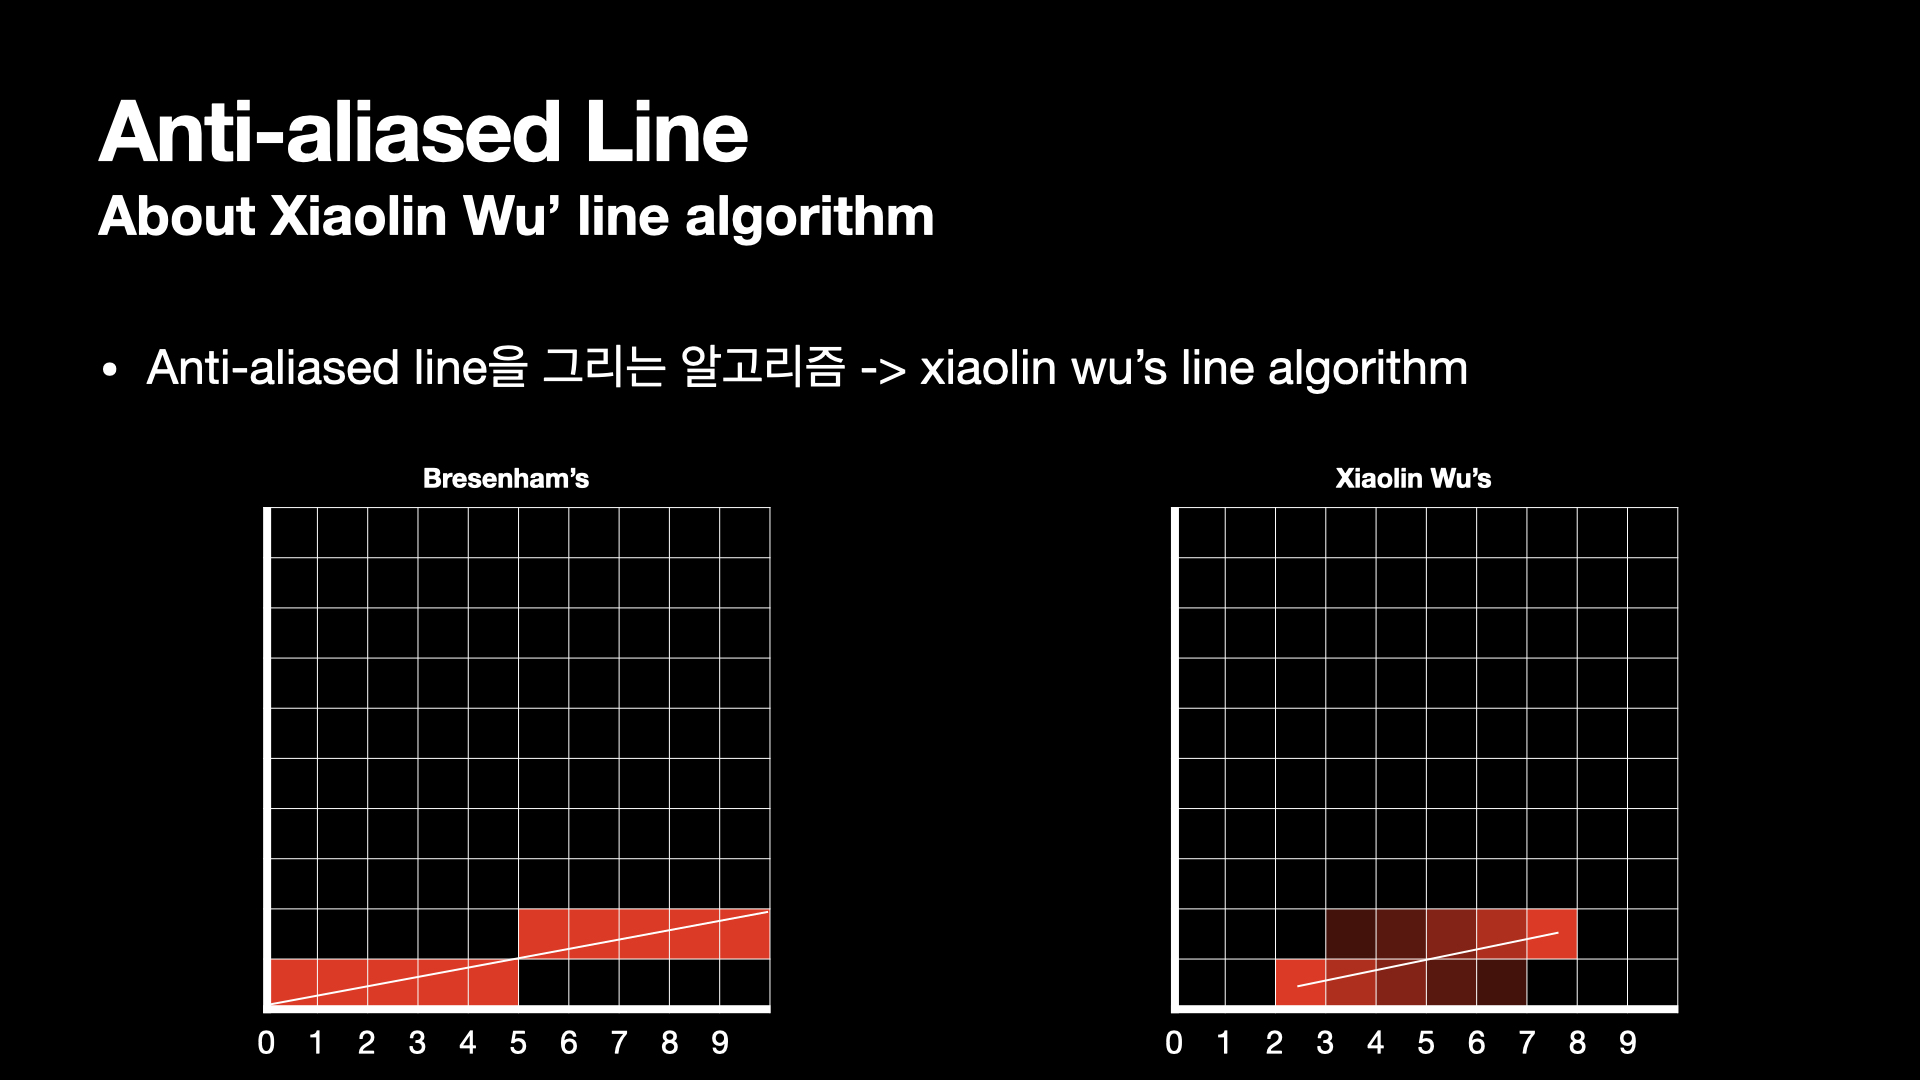 Anti-aliased Line
About Xiaolin Wu’ line algorithm
• Anti-aliased line을 그리는 알고리즘 -> xiaolin wu’s line algorithm
Bresenham’s
0 1 2 3 4 5 6 7 8 9
Xiaolin Wu’s
0 1 2 3 4 5 6 7 8 9